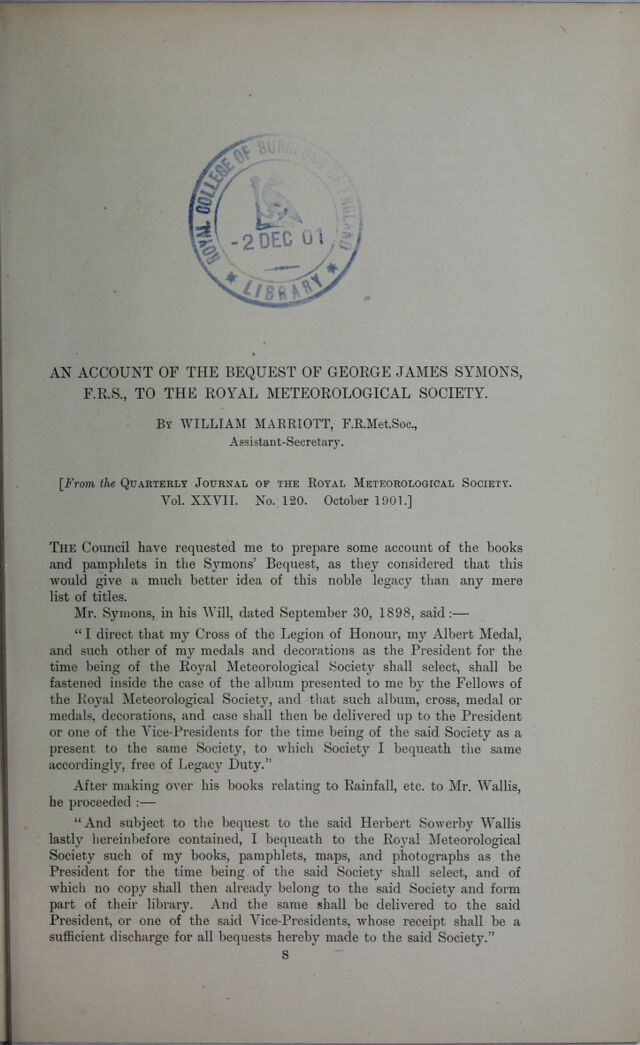 ROYAL COLLEGE OF SURGEONS OF ENGLAND
-2 DEC 01
* LIBRARY *
AN ACCOUNT OF THE BEQUEST OF GEORGE JAMES SYMONS,
F.R.S., TO THE ROYAL METEOROLOGICAL SOCIETY.
By WILLIAM MARRIOTT, F.R.Met.Soc.,
Assistant-Secretary.
[From the Quarterly Journal of the Royal Meteorological Society.
Vol. XXVII. No. 120. October 1901.]
The Council have requested me to prepare some account of the books
and pamphlets in the Symons' Bequest, as they considered that this
would give a much better idea of this noble legacy than any mere
list of titles.
Mr. Symons, in his Will, dated September 30, 1898, said :—
"I direct that my Cross of the Legion of Honour, my Albert Medal,
and such other of my medals and decorations as the President for the
time being of the Royal Meteorological Society shall select, shall be
fastened inside the case of the album presented to me by the Fellows of
the Royal Meteorological Society, and that such album, cross, medal or
medals, decorations, and case shall then be delivered up to the President
or one of the Vice-Presidents for the time being of the said Society as a
present to the same Society, to which Society I bequeath the same
accordingly, free of Legacy Duty."
After making over his books relating to Rainfall, etc. to Mr. Wallis,
he proceeded :—
"And subject to the bequest to the said Herbert Sowerby Wallis
lastly hereinbefore contained, I bequeath to the Royal Meteorological
Society such of my books, pamphlets, maps, and photographs as the
President for the time being of the said Society shall select, and of
which no copy shall then already belong to the said Society and form
part of their library. And the same shall be delivered to the said
President, or one of the said Vice-Presidents, whose receipt shall be a
sufficient discharge for all bequests hereby made to the said Society."
S